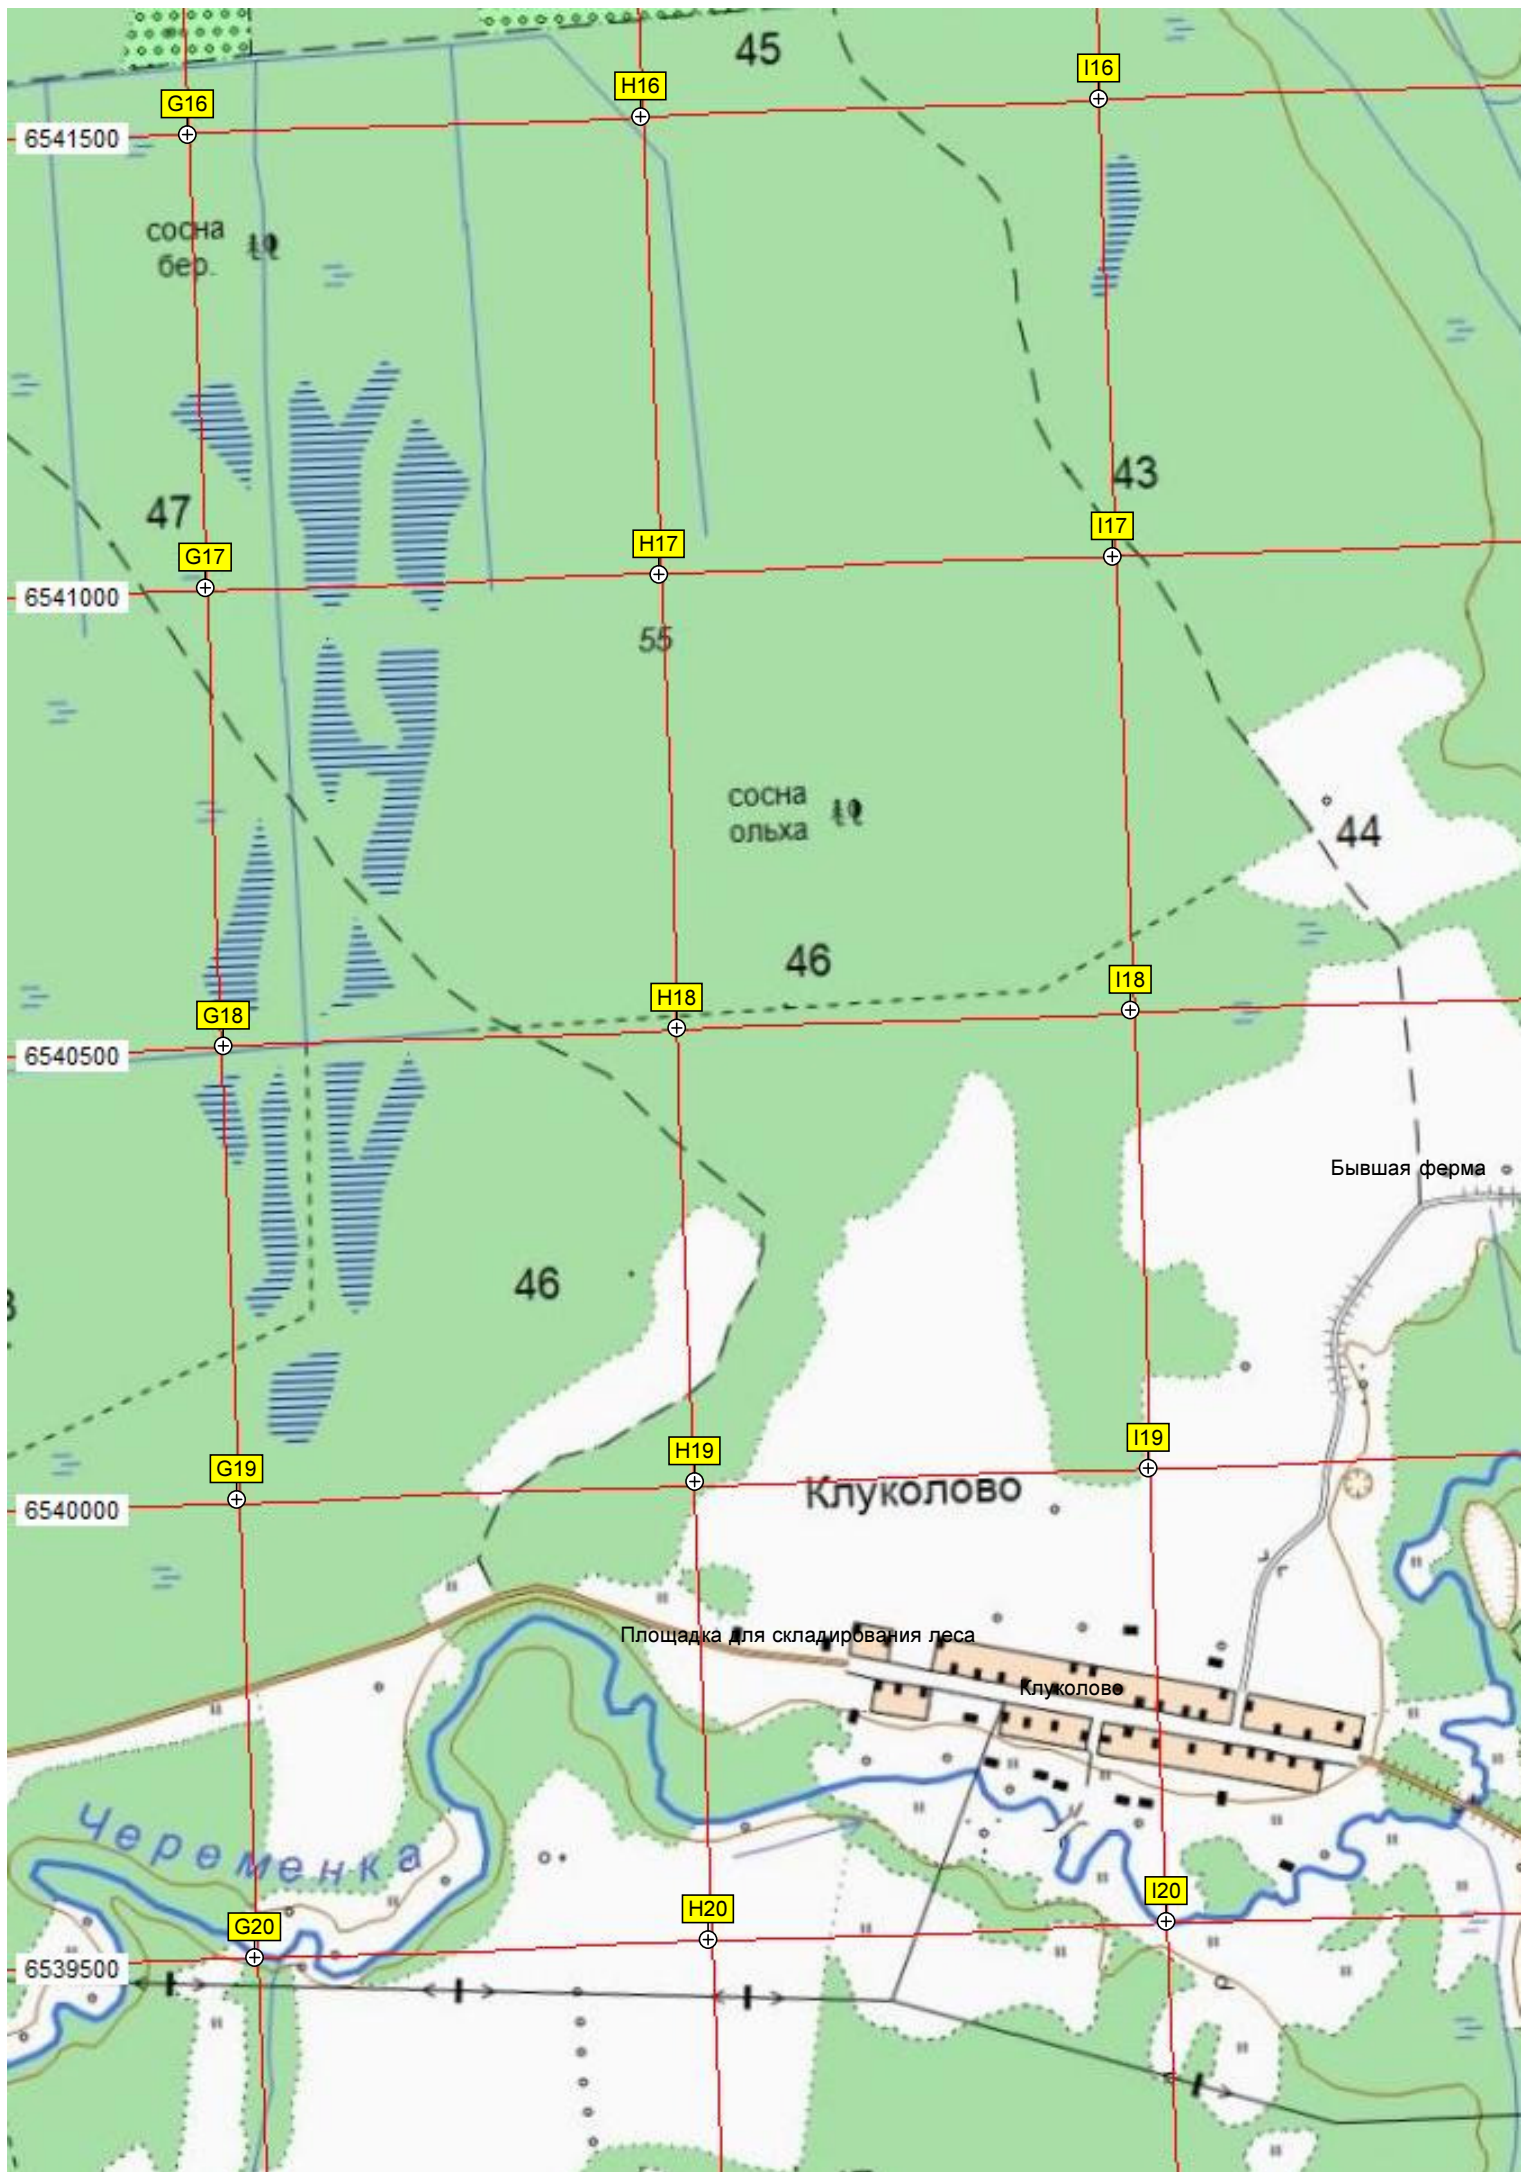 45
I16
H16
G16
6541500
сосна
бер.
43
47
I17
H17
G17
6541000
55
сосна
ольха
44
46
I18
H18
G18
6540500
Бывшая ферма
46
I19
H19
G19
Клуколово
6540000
Площадка для складирования леса
Клуколово
Черeменка
I20
H20
G20
6539500